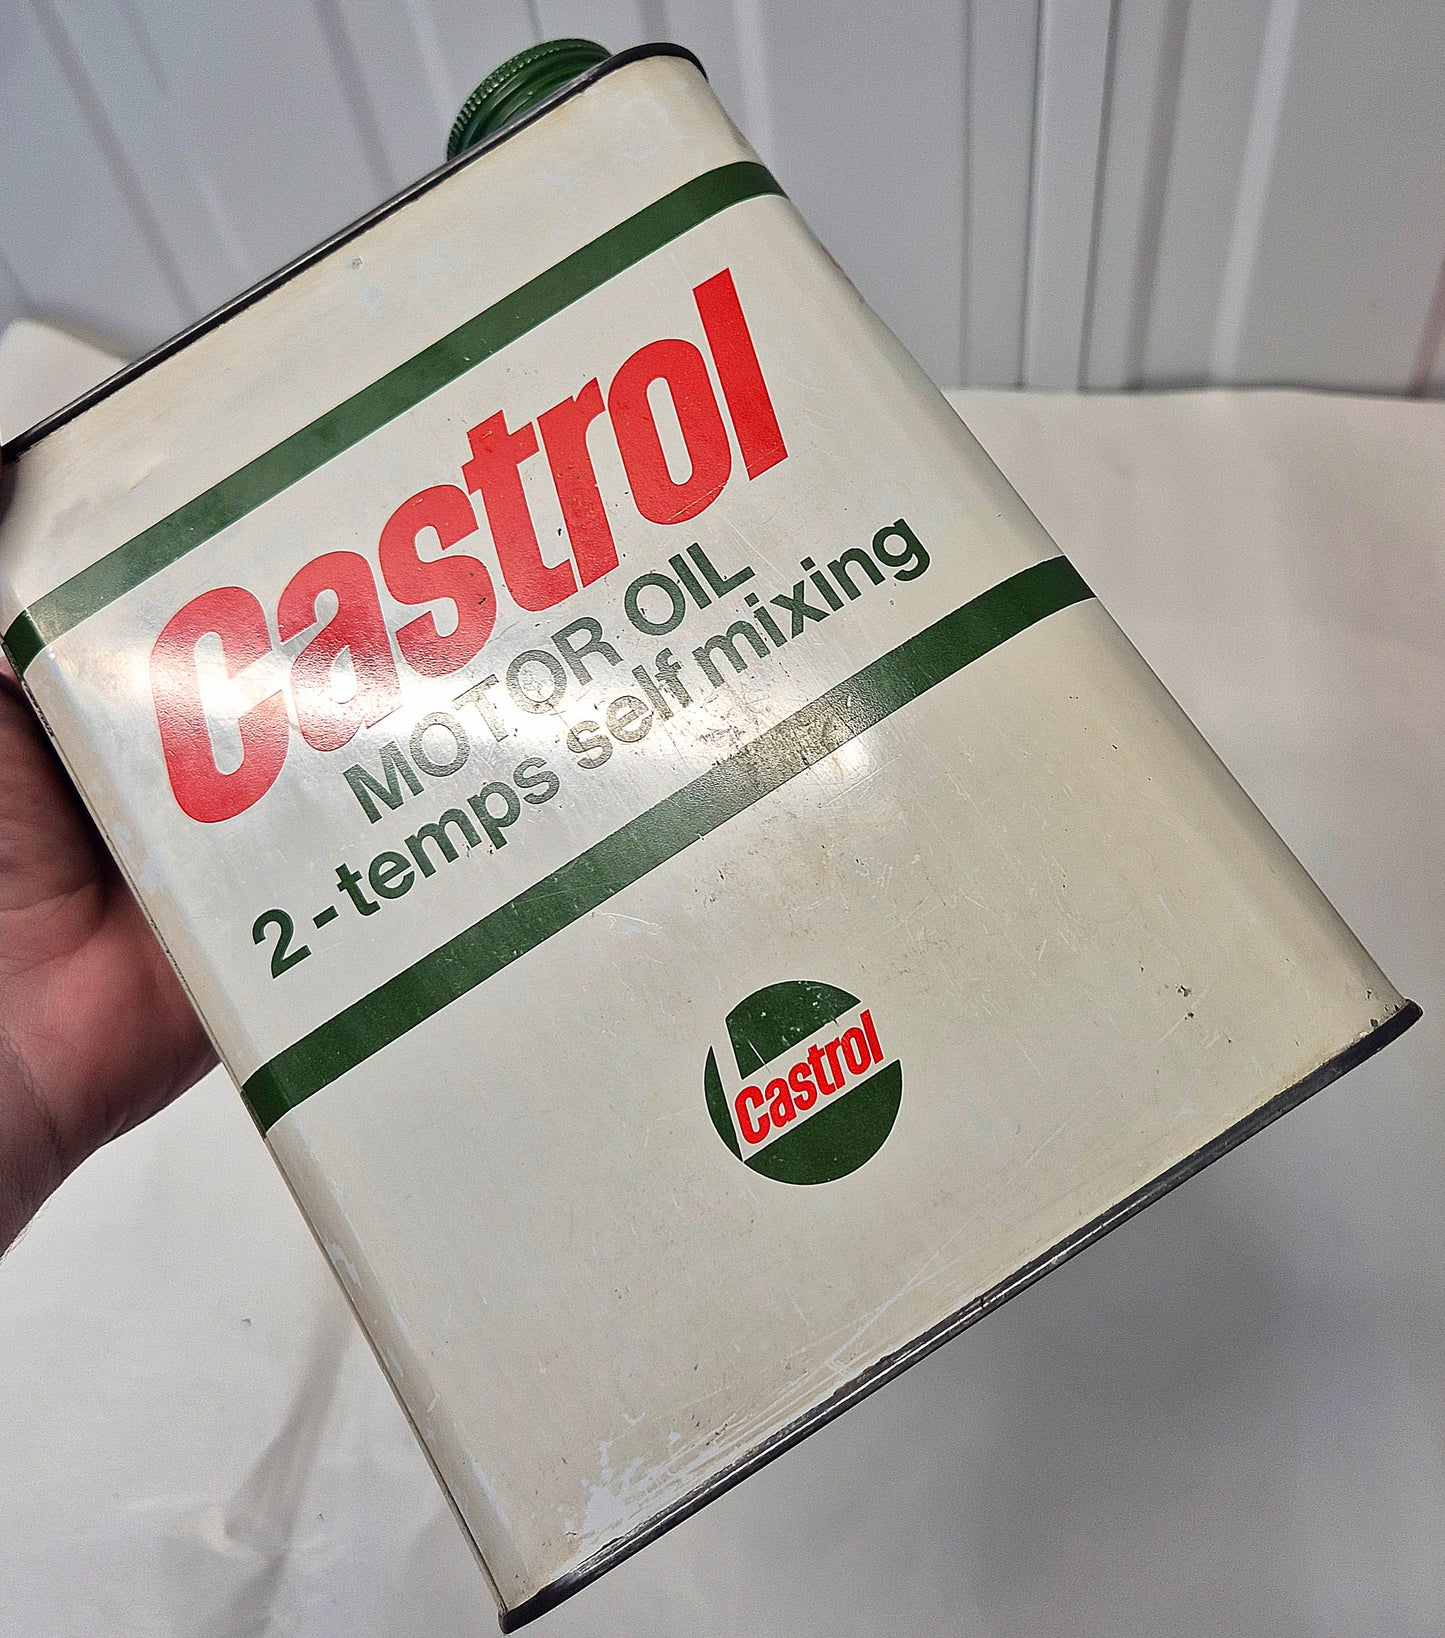 Castrol
MOTOR OIL
2-temps self mixing
Castrol